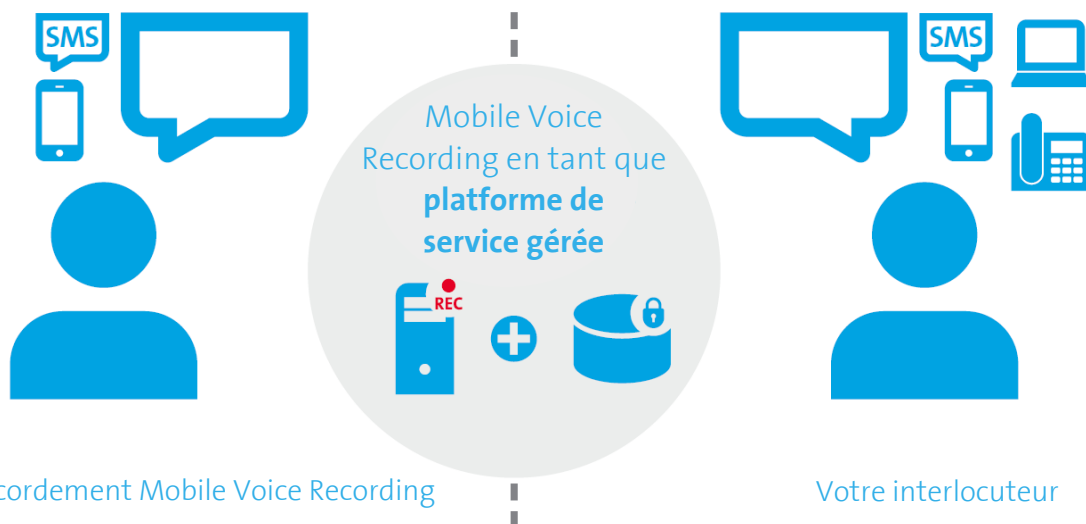 SMS
SMS
Mobile Voice
Recording en tant que
platforme de
service gérée
REC
cordement Mobile Voice Recording
Votre interlocuteur